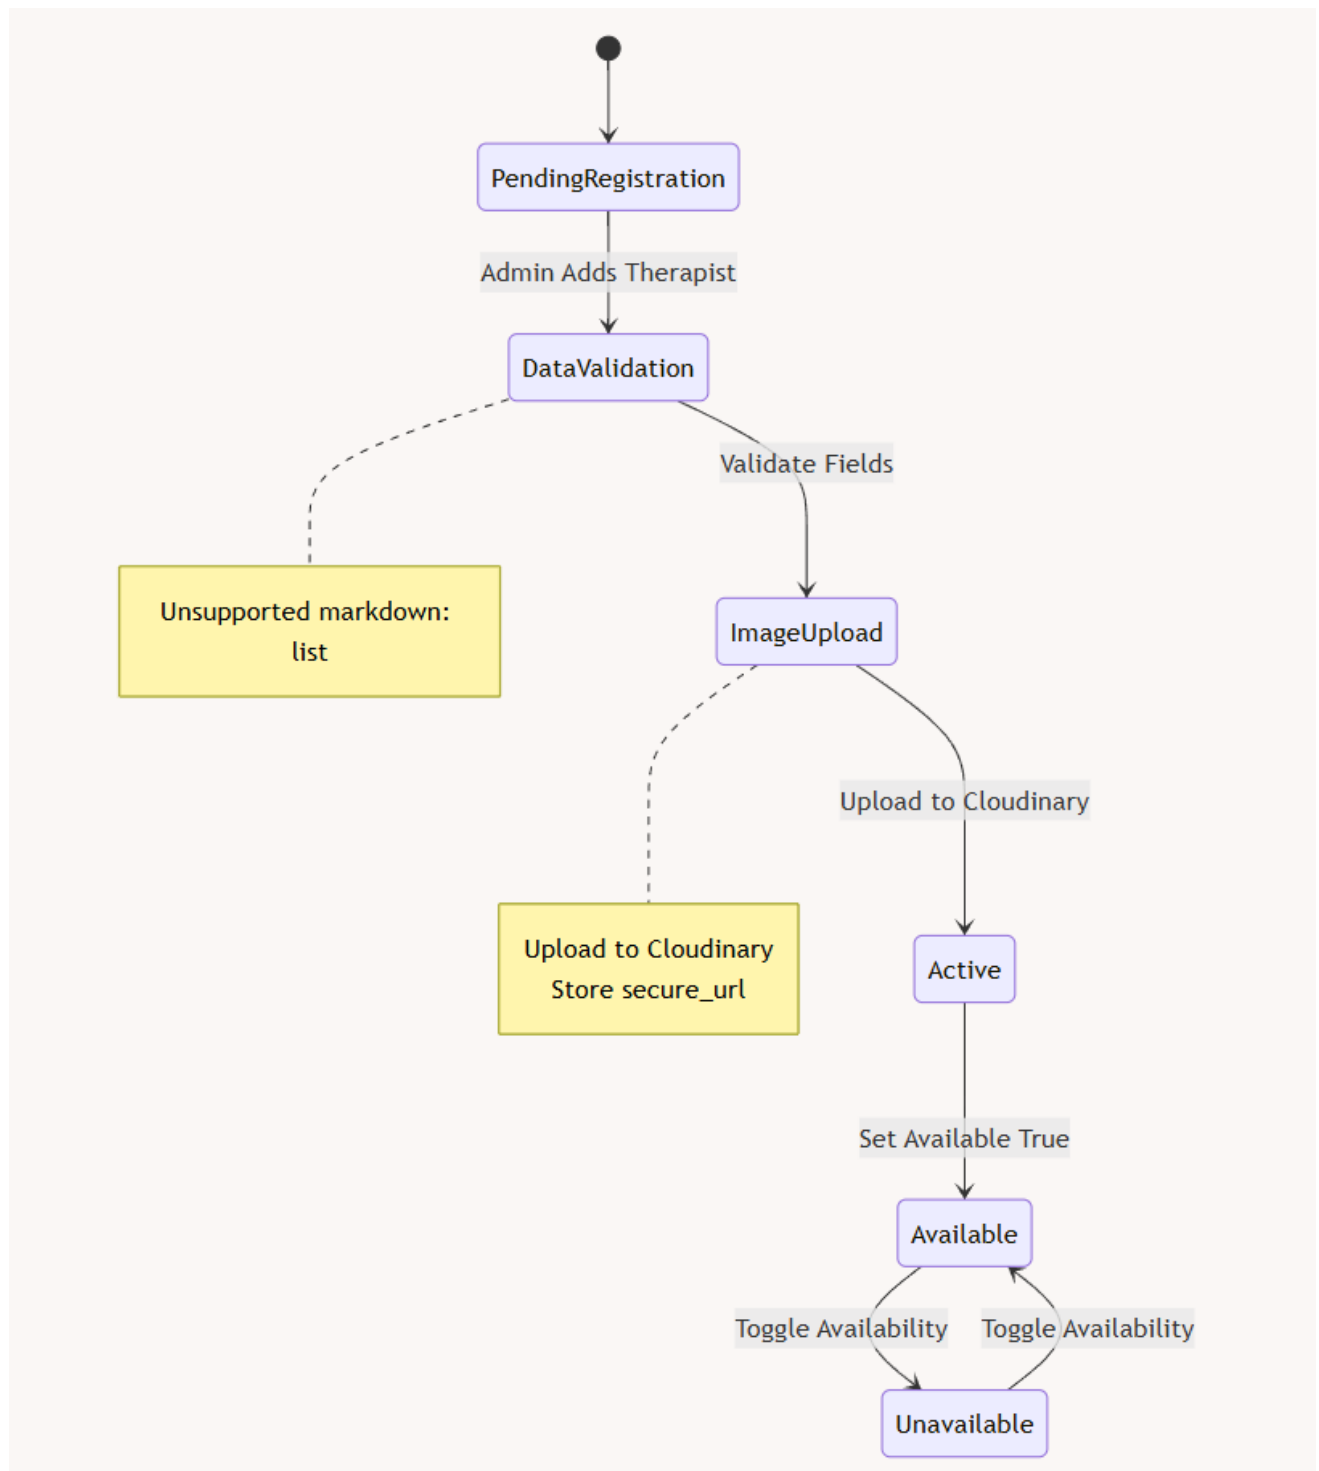 PendingRegistration
Admin Adds Therapist
DataValidation
Validate Fields
Unsupported markdown:
list
ImageUpload
Upload to Cloudinary
Upload to Cloudinary
Store secure_url
Active
Set Available True
Available
Toggle Availability
Toggle Availability
Unavailable